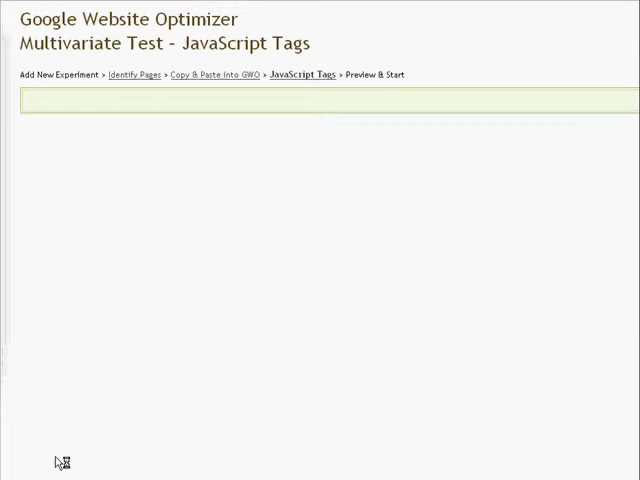 Google Website Optimizer
Multivariate Test - JavaScript Tags
Add New Experiment > Identify Pages > Copy & Paste into GWO > JavaScript Tags > Preview & Start